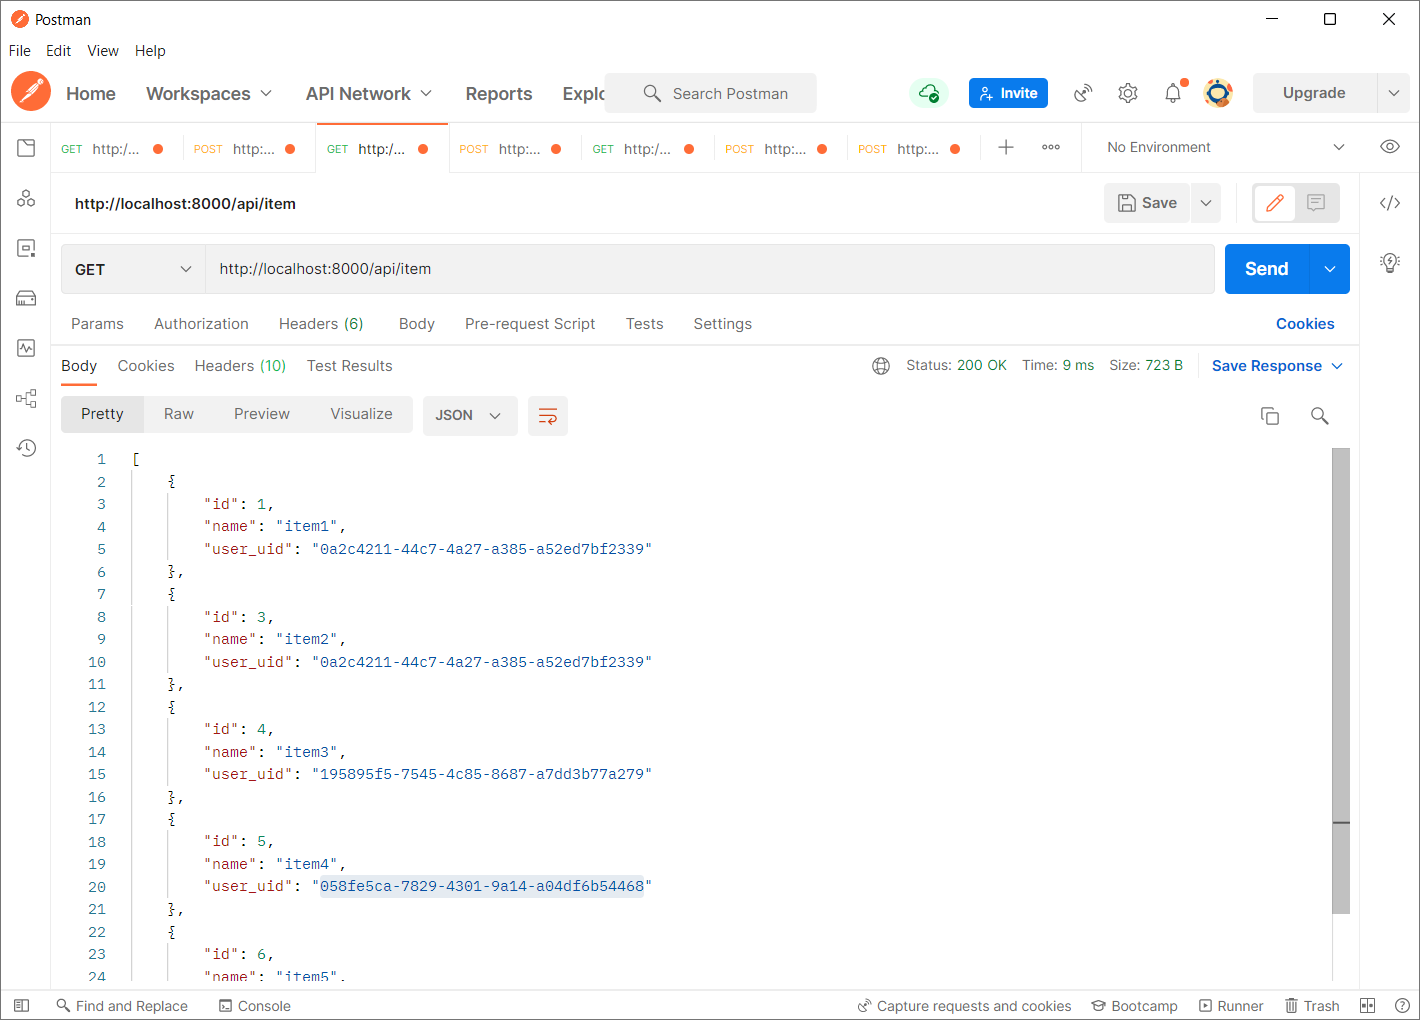 Postman
File Edit View Help
Home Workspaces API Network Reports Explo Search Postman Invite Upgrade
GET http:/... POST http:... GET http:/... POST http:... GET http:/... POST http:... POST http:... No Environment
http://localhost:8000/api/item Save
GET http://localhost:8000/api/item Send
Params Authorization Headers (6) Body Pre-request Script Tests Settings Cookies
Body Cookies Headers (10) Test Results Status: 200 OK Time: 9 ms Size: 723 B Save Response
Pretty Raw Preview Visualize JSON
1 [
2 {
3 "id": 1,
4 "name": "item1",
5 "user_uid": "0a2c4211-44c7-4a27-a385-a52ed7bf2339"
6 },
7 {
8 "id": 3,
9 "name": "item2",
10 "user_uid": "0a2c4211-44c7-4a27-a385-a52ed7bf2339"
11 },
12 {
13 "id": 4,
14 "name": "item3",
15 "user_uid": "195895f5-7545-4c85-8687-a7dd3b77a279"
16 },
17 {
18 "id": 5,
19 "name": "item4",
20 "user_uid": "058fe5ca-7829-4301-9a14-a04df6b54468"
21 },
22 {
23 "id": 6,
24 "name": "item5",
Find and Replace Console Capture requests and cookies Bootcamp Runner Trash